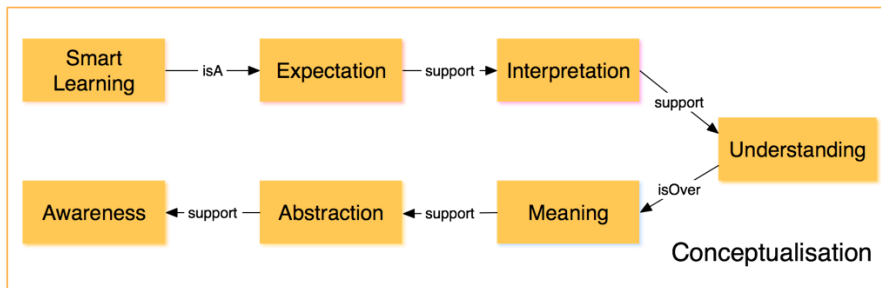 Smart
Learning
isA
Expectation
support
Interpretation
support
Understanding
isOver
Meaning
support
Abstraction
support
Awareness
Conceptualisation